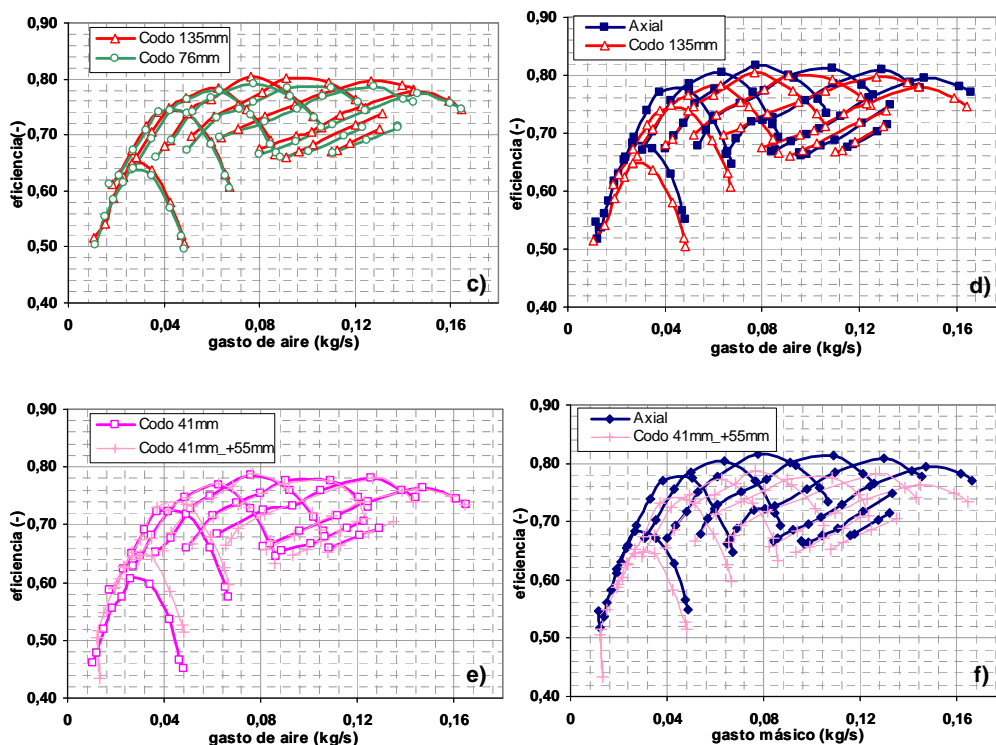 0,90
0,80
0,70
0,60
0,50
0,40
eficiencia(-)
Codo 135mm
Codo 76mm
c)
0
0,04
0,08
0,12
0,16
gasto de aire (kg/s)
0,90
0,80
0,70
0,60
0,50
0,40
eficiencia (-)
Axial
Codo 135mm
d)
0
0,04
0,08
0,12
0,16
gasto de aire (kg/s)
0,90
0,80
0,70
0,60
0,50
0,40
eficiencia (-)
Codo 41mm
Codo 41mm_+55mm
e)
0
0,04
0,08
0,12
0,16
gasto de aire (kg/s)
0,90
0,80
0,70
0,60
0,50
0,40
eficiencia (-)
Axial
Codo 41mm_+55mm
f)
0
0,04
0,08
0,12
0,16
gasto másico (kg/s)